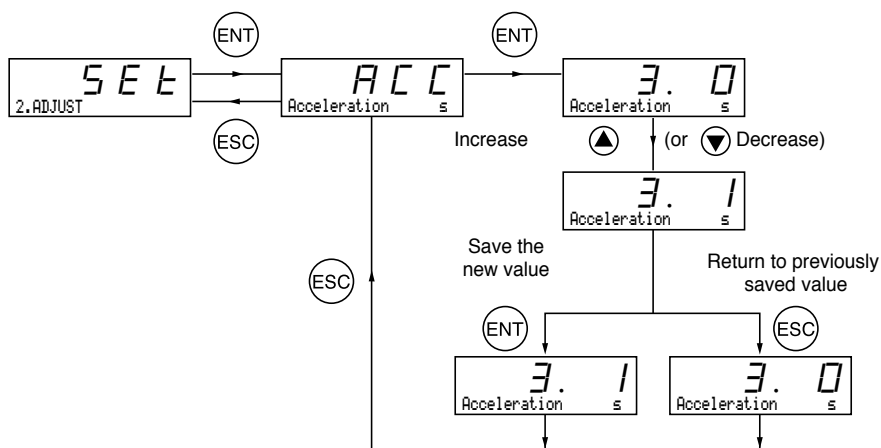 ENT
ENT
SEt
2.ADJUST
ACC
Acceleration s
3. 0
Acceleration s
ESC
Increase
(or
Decrease)
3. 1
Acceleration s
Save the
new value
Return to previously
saved value
ESC
ENT
ESC
3. 1
Acceleration s
3. 0
Acceleration s